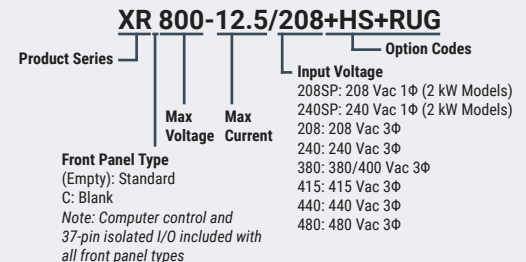 XR 800-12.5/208+HS+RUG
Product Series
Option Codes
Max
Voltage
Max
Current
Input Voltage
208SP: 208 Vac 1Φ (2 kW Models)
240SP: 240 Vac 1Φ (2 kW Models)
208: 208 Vac 3Φ
240: 240 Vac 3Φ
380: 380/400 Vac 3Φ
415: 415 Vac 3Φ
440: 440 Vac 3Φ
480: 480 Vac 3Φ
Front Panel Type
(Empty): Standard
C: Blank
Note: Computer control and
37-pin isolated I/O included with
all front panel types